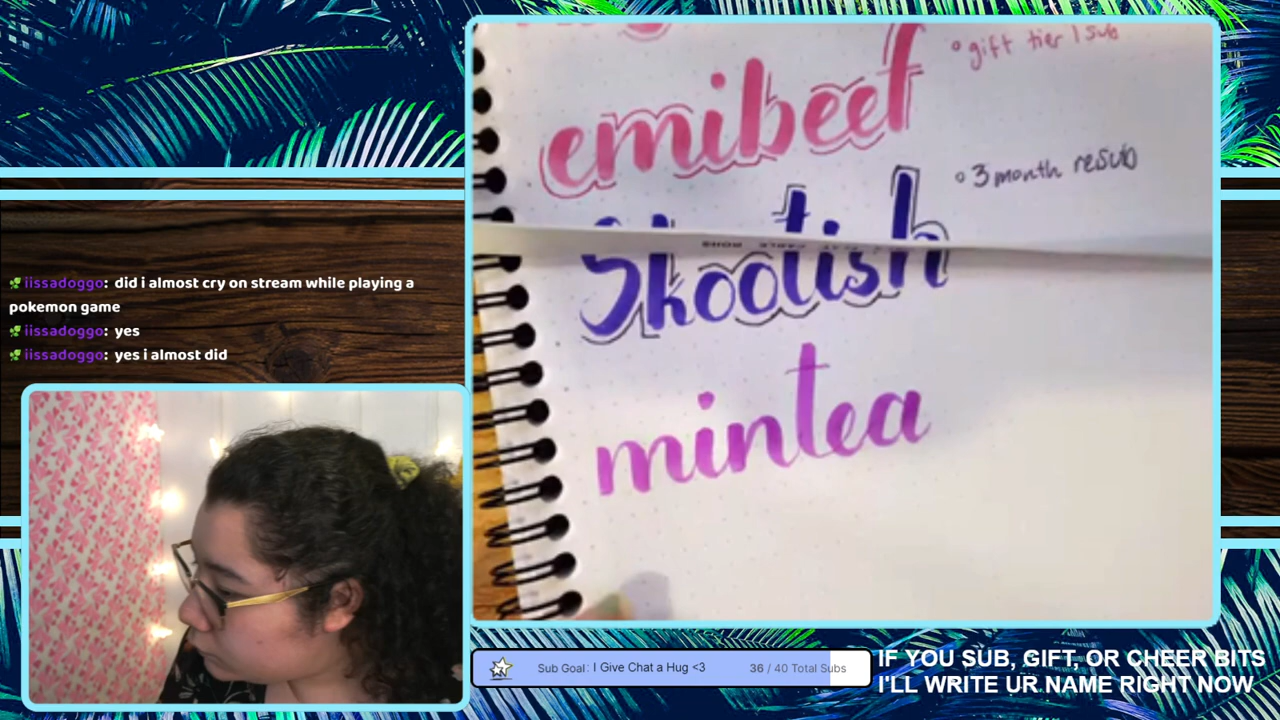 iissadoggo: did i almost cry on stream while playing a
pokemon game
iissadoggo: yes
iissadoggo: yes i almost did
° gift tier 1 sub
emibeef
° 3 month resub
Skootish
mintea
Sub Goal: I Give Chat a Hug <3
36 / 40 Total Subs
IF YOU SUB, GIFT, OR CHEER BITS
I'LL WRITE UR NAME RIGHT NOW